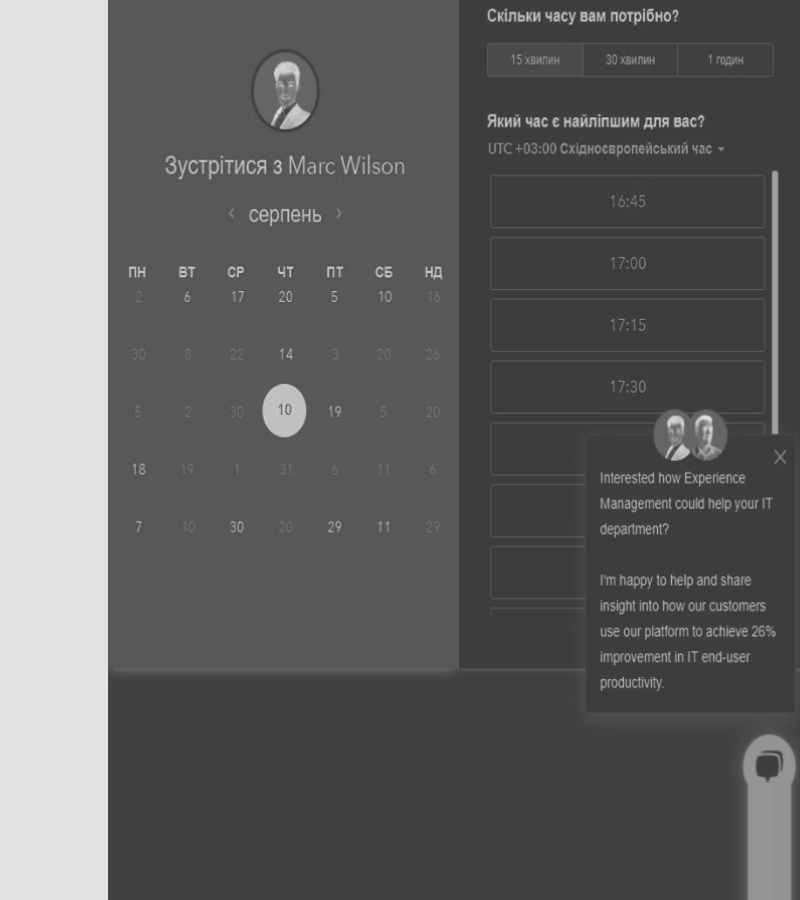 Зустрітися з Marc Wilson
серпень
ПН ВТ СР ЧТ ПТ СБ НД
2 6 17 20 5 10 16
30 8 22 14 3 20 26
5 2 30 10 19 5 20
18 19 1 31 6 11 6
7 10 30 20 29 11 29
Скільки часу вам потрібно?
15 хвилин 30 хвилин 1 годин
Який час є найліпшим для вас?
UTC +03:00 Східноєвропейський час
16:45
17:00
17:15
17:30
Interested how Experience
Management could help your IT
department?
I'm happy to help and share
insight into how our customers
use our platform to achieve 26%
improvement in IT end-user
productivity.